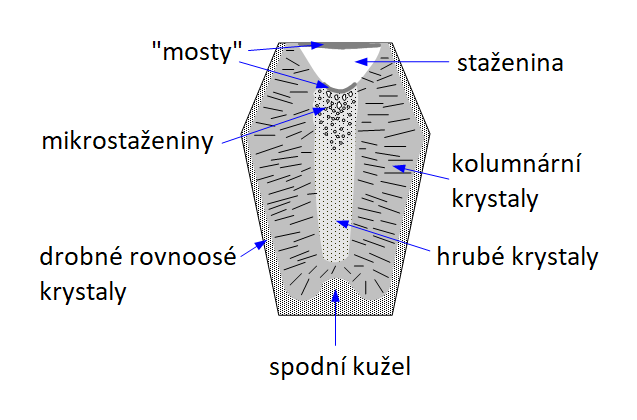 "mosty"
staženina
mikrostaženiny
kolumnární
krystaly
drobné rovnoosé
krystaly
hrubé krystaly
spodní kužel